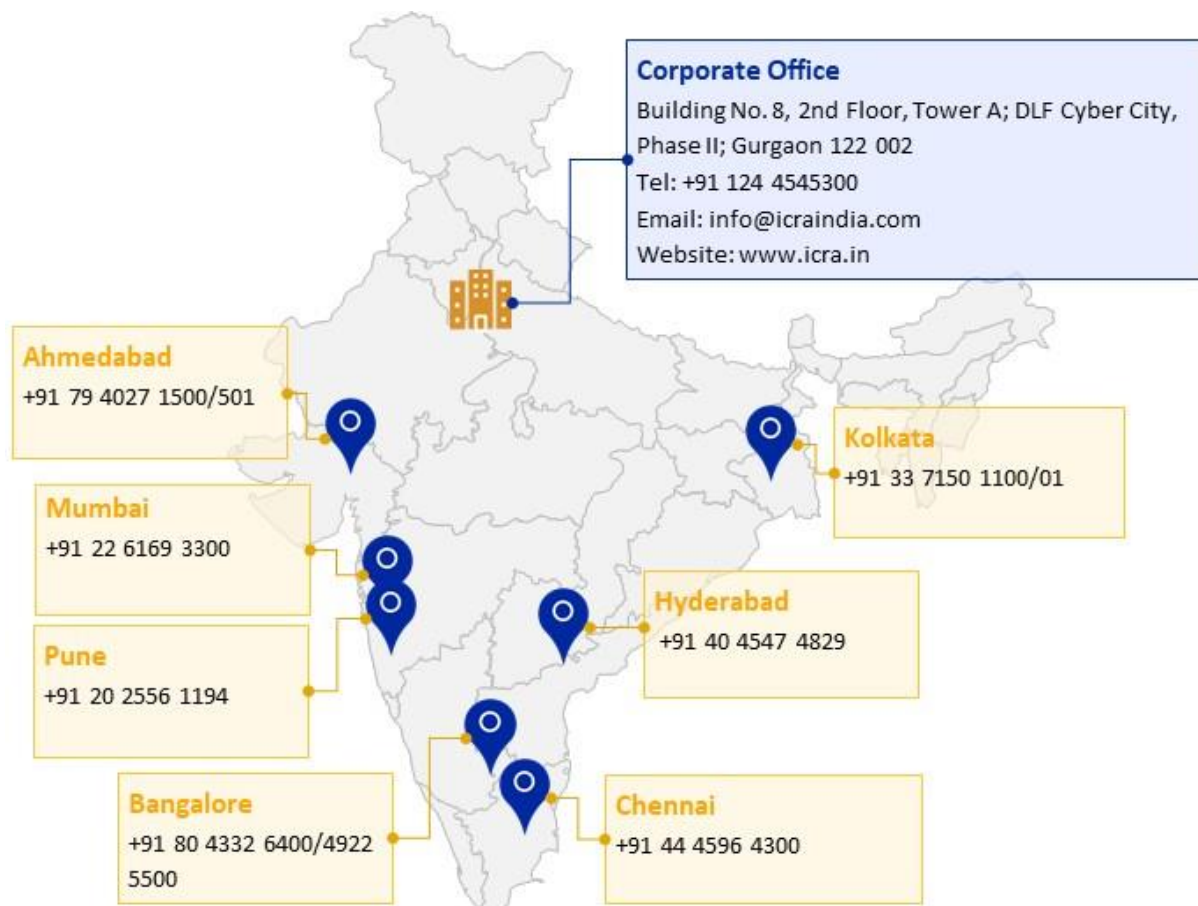 Corporate Office
Building No. 8, 2nd Floor, Tower A; DLF Cyber City,
Phase II; Gurgaon 122 002
Tel: +91 124 4545300
Email: info@icraindia.com
Website: www.icra.in
Ahmedabad
+91 79 4027 1500/501
Kolkata
+91 33 7150 1100/01
Mumbai
+91 22 6169 3300
Hyderabad
+91 40 4547 4829
Pune
+91 20 2556 1194
Bangalore
+91 80 4332 6400/4922
5500
Chennai
+91 44 4596 4300